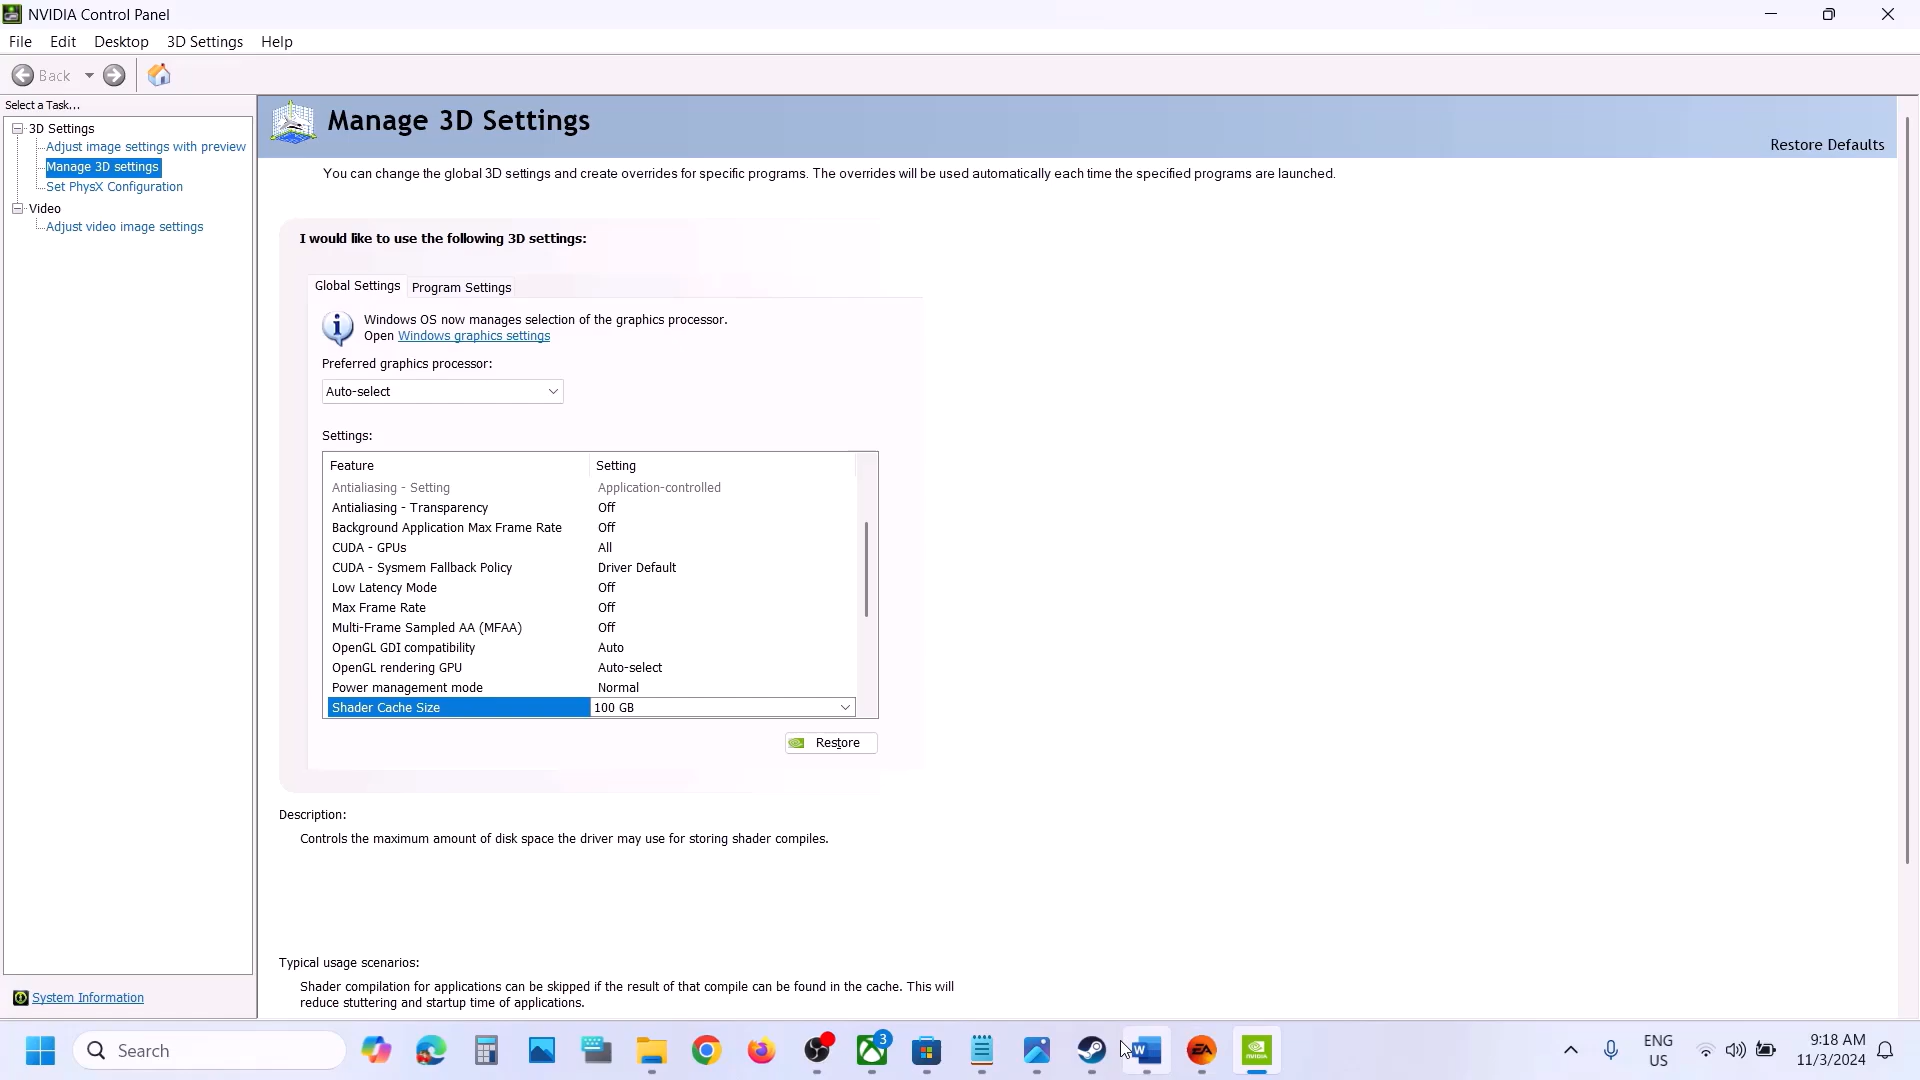 NVIDIA Control Panel
File Edit Desktop 3D Settings Help
Back
Select a Task...
3D Settings
Adjust image settings with preview
Manage 3D settings
Set PhysX Configuration
Video
Adjust video image settings
System Information
Manage 3D Settings
Restore Defaults
You can change the global 3D settings and create overrides for specific programs. The overrides will be used automatically each time the specified programs are launched.
I would like to use the following 3D settings:
Global Settings Program Settings
Windows OS now manages selection of the graphics processor.
Open Windows graphics settings
Preferred graphics processor:
Auto-select
Settings:
Feature Setting
Antialiasing - Setting Application-controlled
Antialiasing - Transparency Off
Background Application Max Frame Rate Off
CUDA - GPUs All
CUDA - Sysmem Fallback Policy Driver Default
Low Latency Mode Off
Max Frame Rate Off
Multi-Frame Sampled AA (MFAA) Off
OpenGL GDI compatibility Auto
OpenGL rendering GPU Auto-select
Power management mode Normal
Shader Cache Size 100 GB
Restore
Description:
Controls the maximum amount of disk space the driver may use for storing shader compiles.
Typical usage scenarios:
Shader compilation for applications can be skipped if the result of that compile can be found in the cache. This will
reduce stuttering and startup time of applications.
Search
3
W
EA
NVIDIA
ENG
US
9:18 AM
11/3/2024